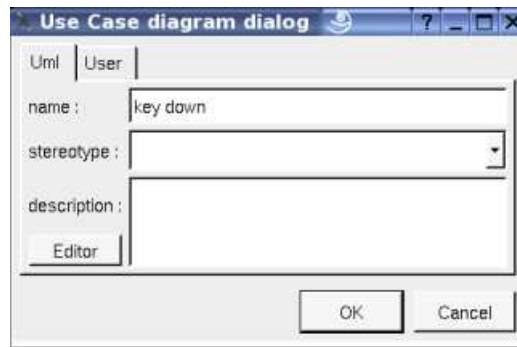 Use Case diagram dialog ?
Uml User
name : key down
stereotype :
description :
Editor
OK Cancel